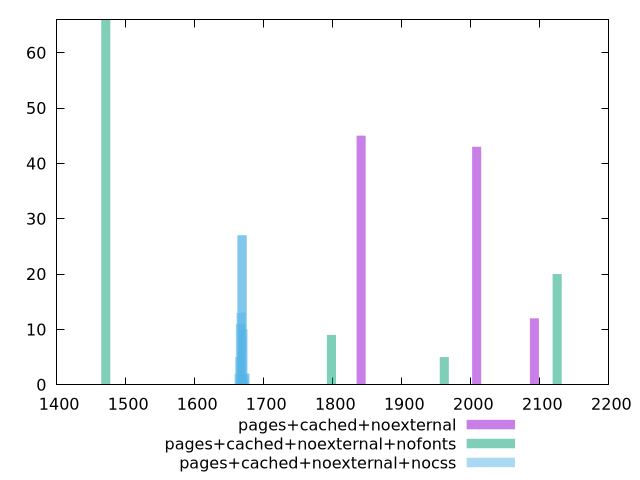 60
50
40
30
20
10
0
1400 1500 1600 1700 1800 1900 2000 2100 2200
pages+cached+noexternal
pages+cached+noexternal+nofonts
pages+cached+noexternal+nocss